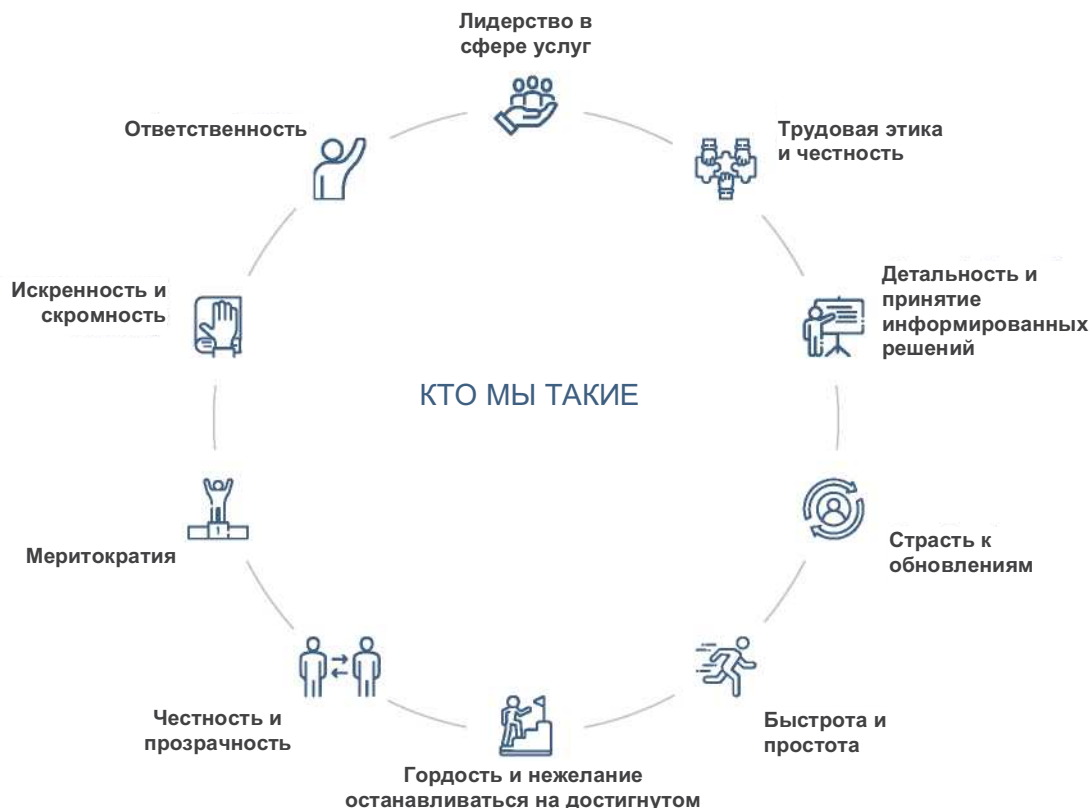 Лидерство в
сфере услуг
Трудовая этика
и честность
Детальность и
принятие
информированных
решений
Страсть к
обновлениям
Быстрота и
простота
Гордость и нежелание
останавливаться на достигнутом
Честность и
прозрачность
Меритократия
Искренность и
скромность
Ответственность
КТО МЫ ТАКИЕ
1